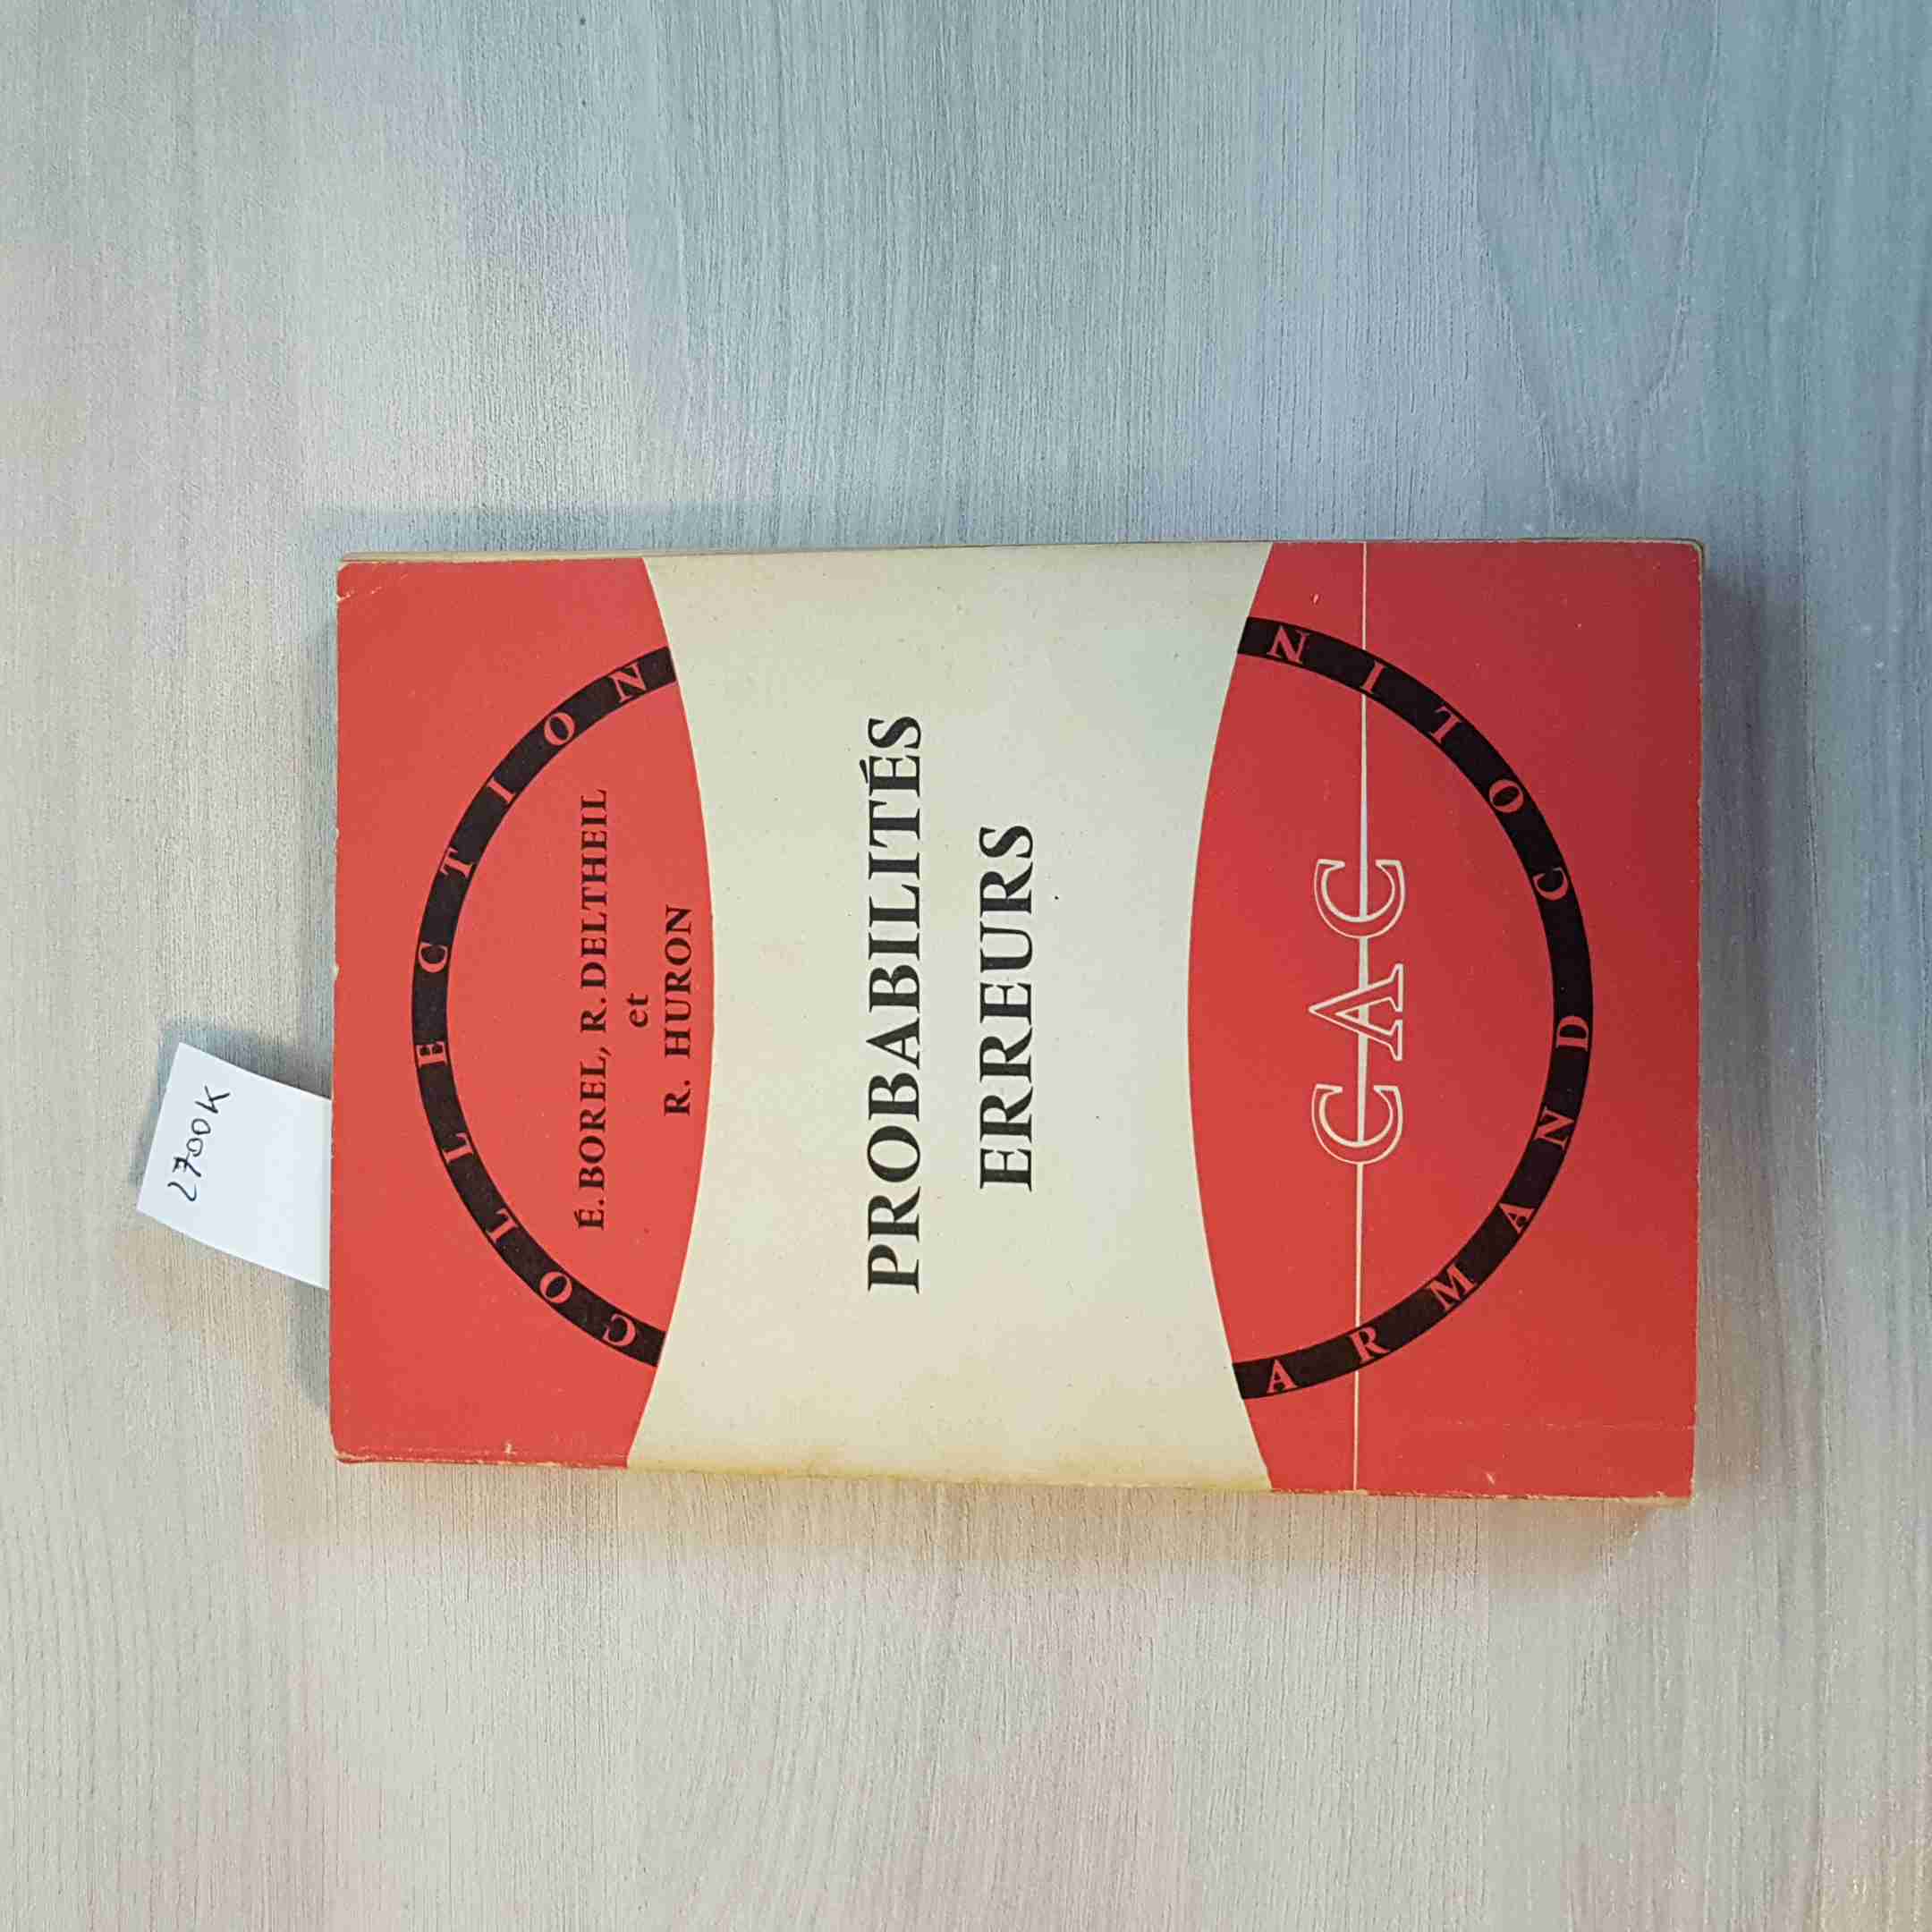 2700K
COLLECTION
É. BOREL, R. DELTHEIL
et
R. HURON
PROBABILITÉS
ERREURS
CAC
ARMAND COLIN